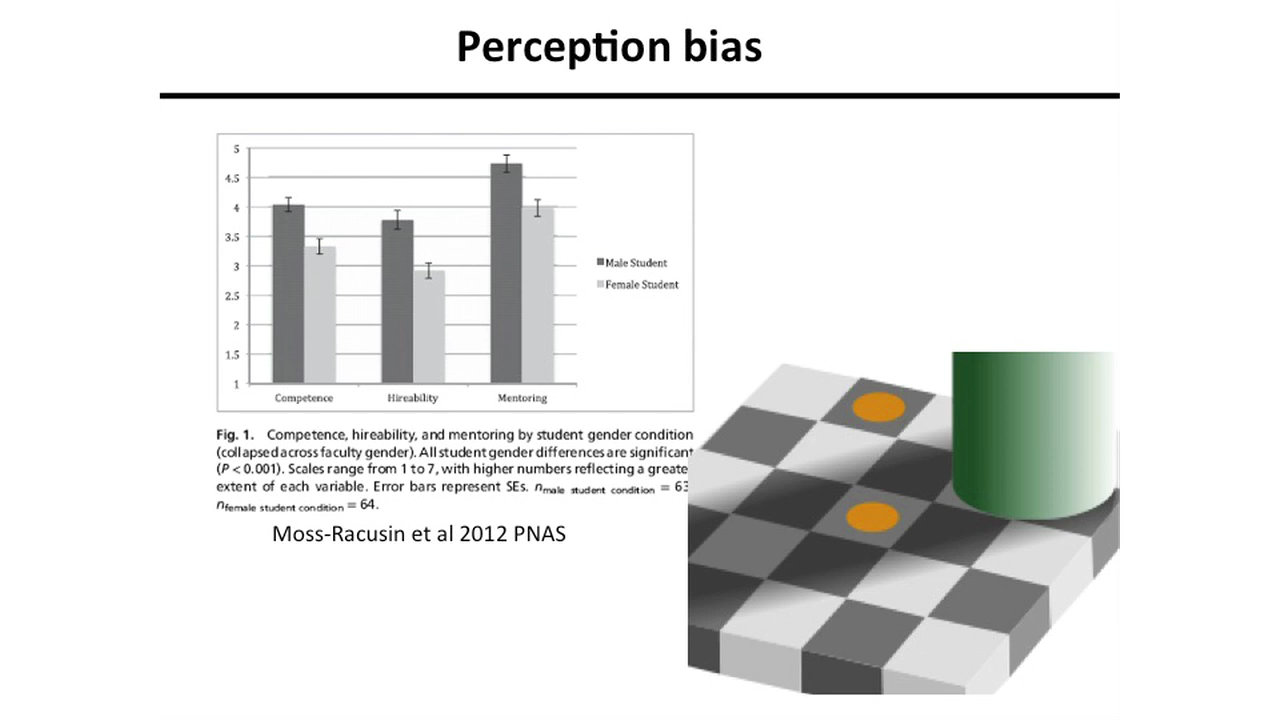 Perception bias
5
4.5
4
3.5
3
2.5
2
1.5
1
Competence Hireability Mentoring
Male Student
Female Student
Fig. 1. Competence, hireability, and mentoring by student gender condition
(collapsed across faculty gender). All student gender differences are significant
(P < 0.001). Scales range from 1 to 7, with higher numbers reflecting a greate
extent of each variable. Error bars represent SEs. n male student condition = 63
n female student condition = 64.
Moss-Racusin et al 2012 PNAS